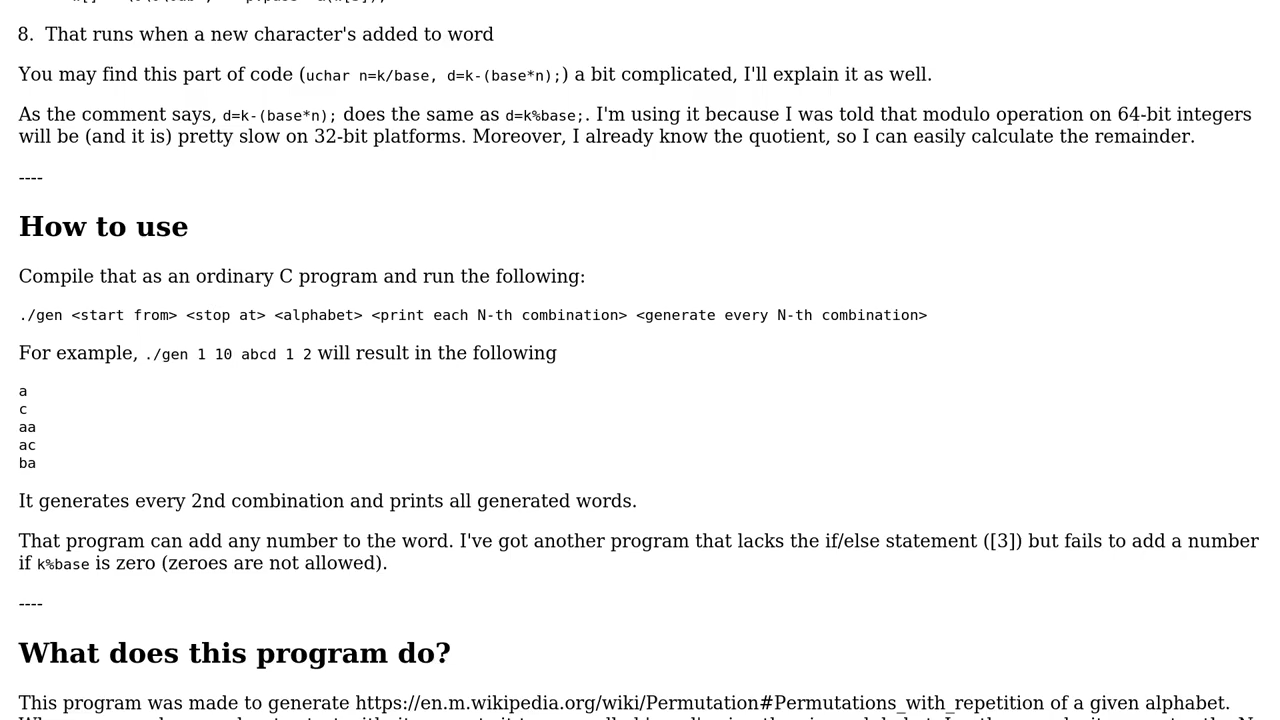 8. That runs when a new character's added to word
You may find this part of code (uchar n=k/base, d=k-(base*n);) a bit complicated, I'll explain it as well.
As the comment says, d=k-(base*n); does the same as d=k%base;. I'm using it because I was told that modulo operation on 64-bit integers
will be (and it is) pretty slow on 32-bit platforms. Moreover, I already know the quotient, so I can easily calculate the remainder.
----
How to use
Compile that as an ordinary C program and run the following:
./gen <start from> <stop at> <alphabet> <print each N-th combination> <generate every N-th combination>
For example, ./gen 1 10 abcd 1 2 will result in the following
a
c
aa
ac
ba
It generates every 2nd combination and prints all generated words.
That program can add any number to the word. I've got another program that lacks the if/else statement ([3]) but fails to add a number
if k%base is zero (zeroes are not allowed).
----
What does this program do?
This program was made to generate https://en.m.wikipedia.org/wiki/Permutation#Permutations_with_repetition of a given alphabet.